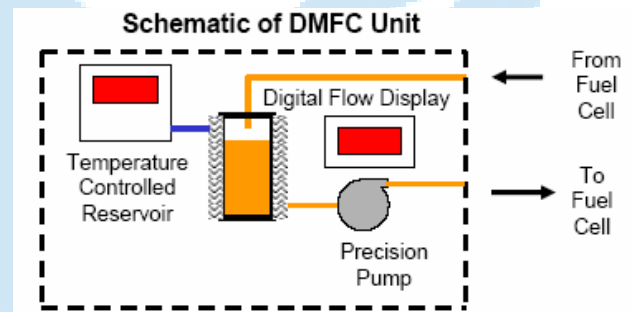 Schematic of DMFC Unit
From
Fuel
Cell
Digital Flow Display
Temperature
Controlled
Reservoir
To
Fuel
Cell
Precision
Pump